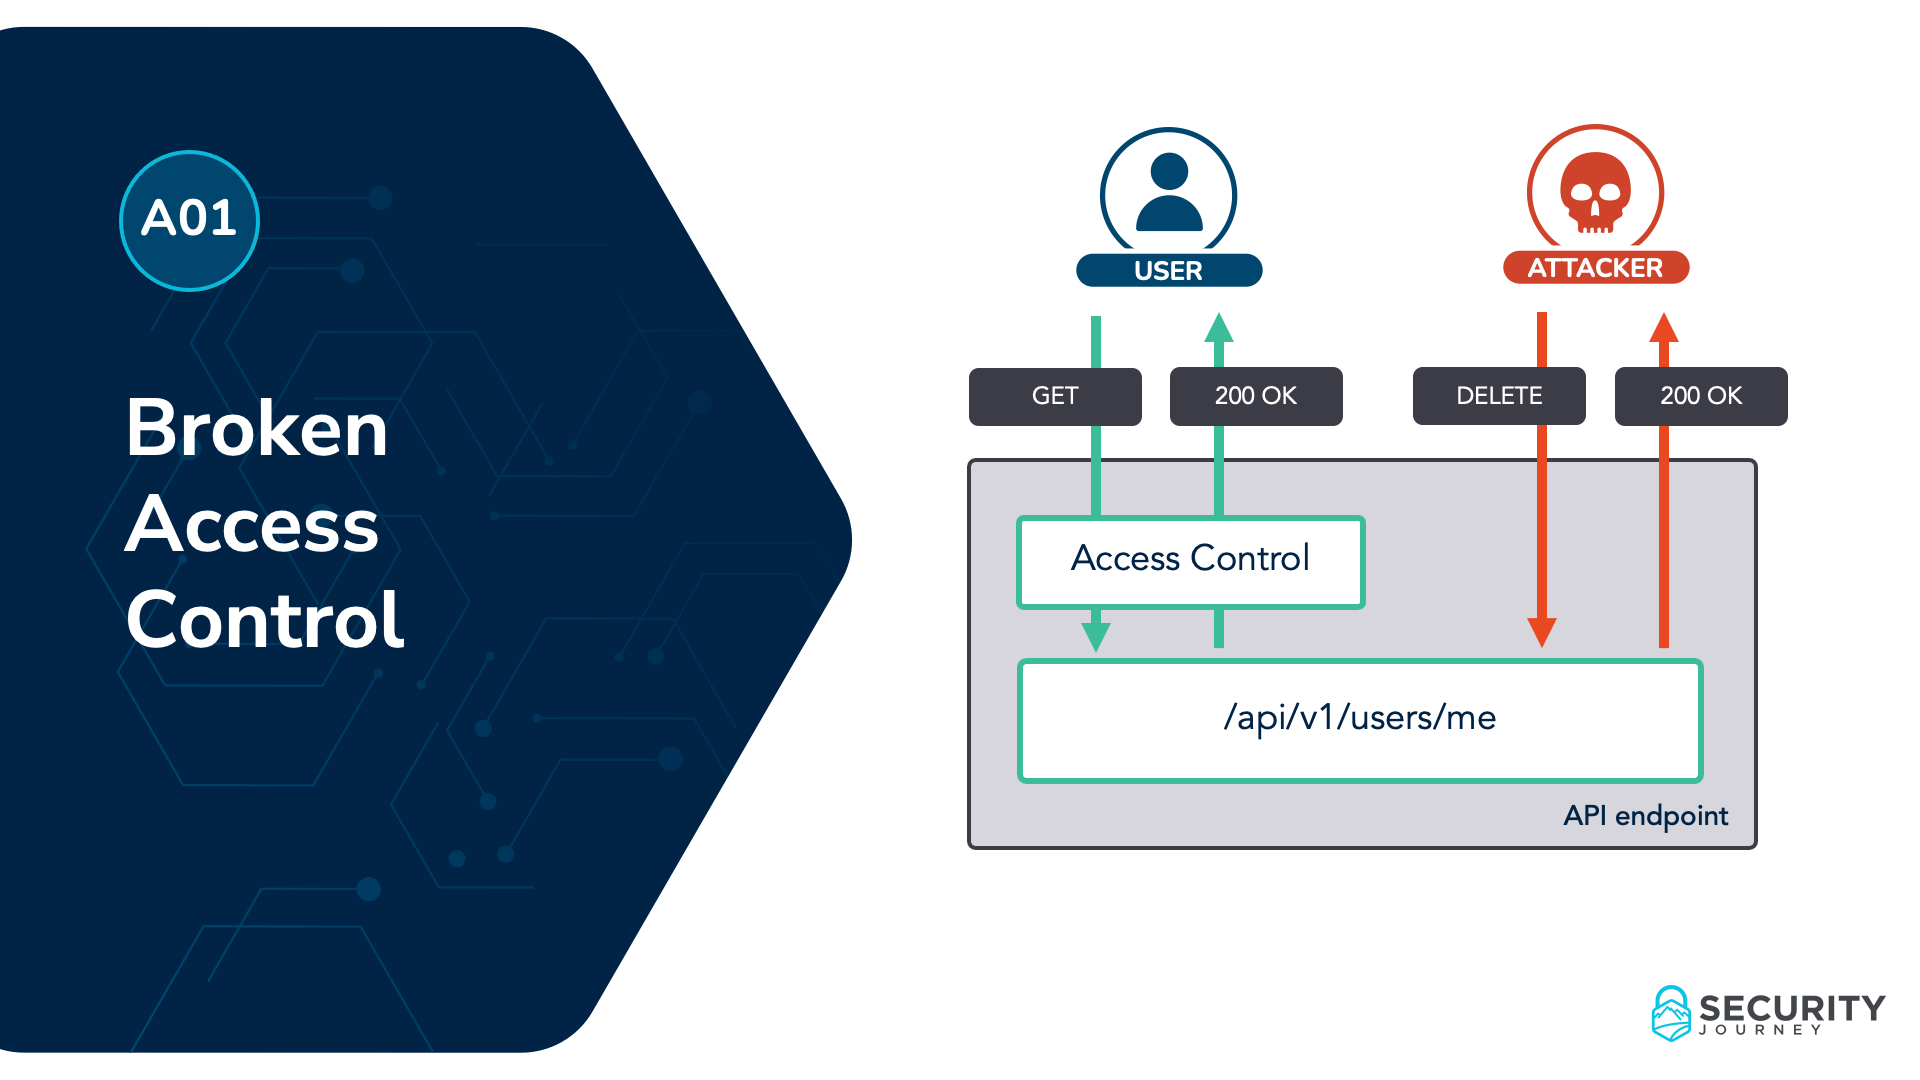 A01
Broken
Access
Control
USER
ATTACKER
GET
200 OK
DELETE
200 OK
Access Control
/api/v1/users/me
API endpoint
SECURITY
JOURNEY